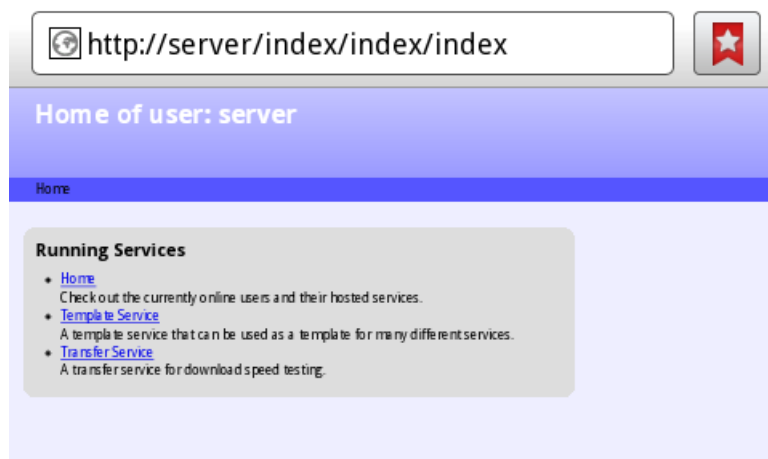 http://server/index/index/index
Home of user: server
Home
Running Services
Home
Check out the currently online users and their hosted services.
Template Service
A template service that can be used as a template for many different services.
Transfer Service
A transfer service for download speed testing.